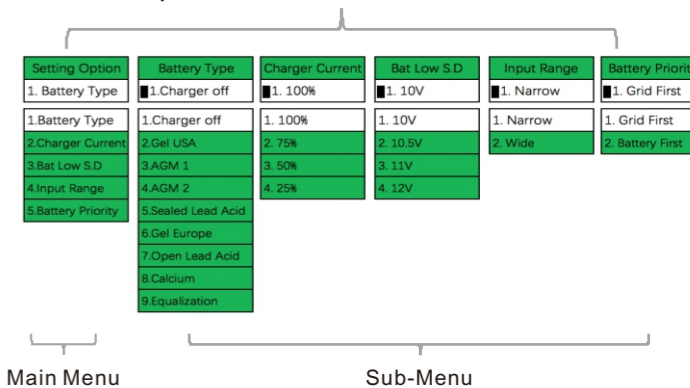 Setting Option
1. Battery Type
1.Battery Type
2.Charger Current
3.Bat Low S.D
4.Input Range
5.Battery Priority
Battery Type
1.Charger off
1.Charger off
2.Gel USA
3.AGM 1
4.AGM 2
5.Sealed Lead Acid
6.Gel Europe
7.Open Lead Acid
8.Calcium
9.Equalization
Charger Current
1. 100%
1. 100%
2. 75%
3. 50%
4. 25%
Bat Low S.D
1. 10V
1. 10V
2. 10.5V
3. 11V
4. 12V
Input Range
1. Narrow
1. Narrow
2. Wide
Battery Priorit
1. Grid First
1. Grid First
2. Battery First
Main Menu
Sub-Menu